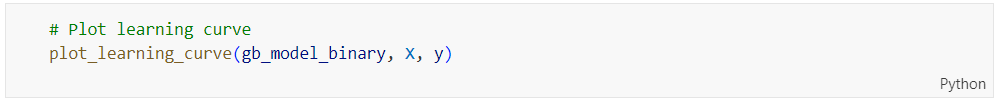 # Plot learning curve
plot_learning_curve(gb_model_binary, X, y)
Python